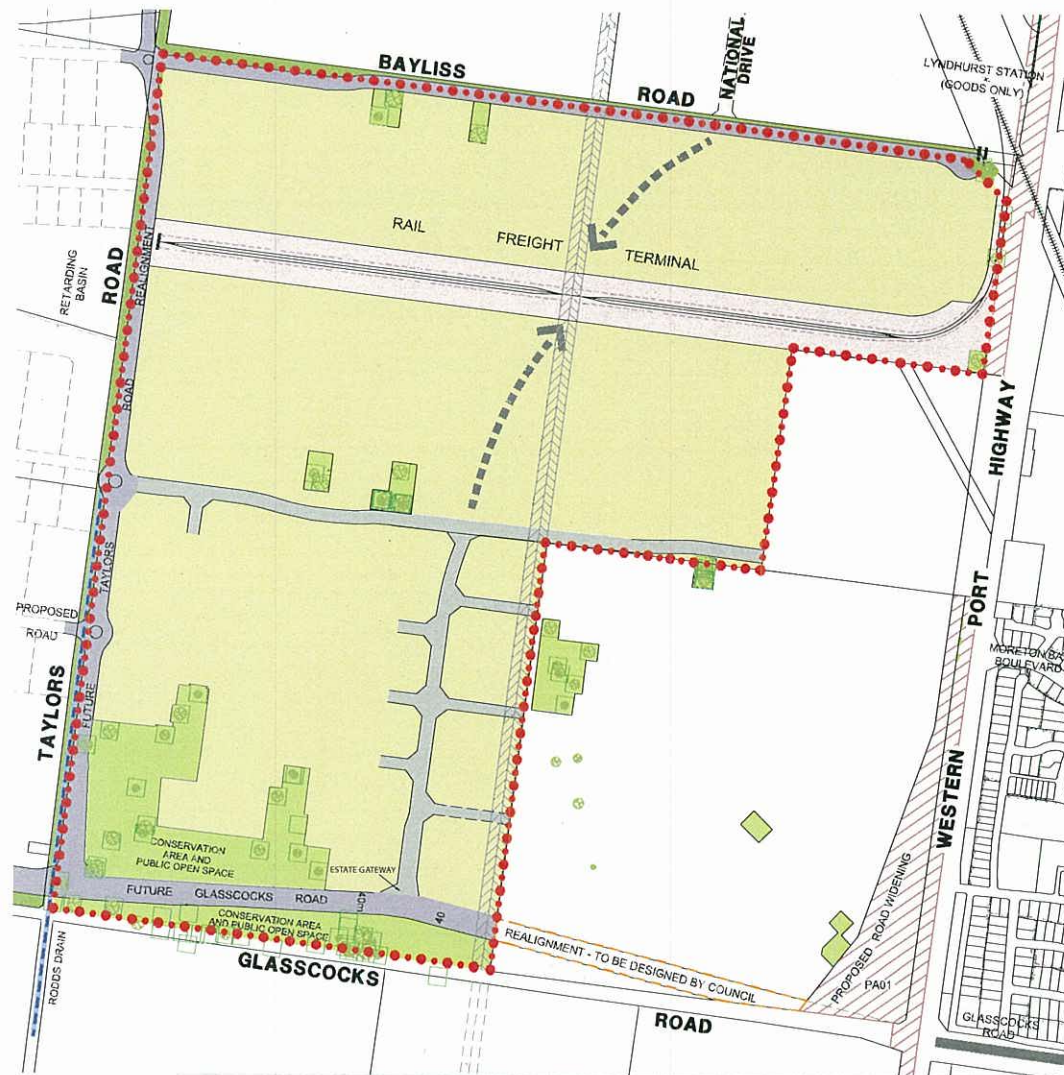 BAYLISS
ROAD
NATIONAL
DRIVE
LYNDHURST STATION
(GOODS ONLY)
RAIL
FREIGHT
TERMINAL
RETARDING
BASIN
ROAD
REALIGNMENT
ROAD
HIGHWAY
PORT
WESTERN
TAYLORS
PROPOSED
ROAD
TAYLORS
FUTURE
MORETON BAY
BOULEVARD
CONSERVATION
AREA AND
PUBLIC OPEN SPACE
ESTATE GATEWAY
FUTURE GLASSCOCKS ROAD
40m
40
CONSERVATION AREA
AND PUBLIC OPEN SPACE
REALIGNMENT - TO BE DESIGNED BY COUNCIL
PROPOSED ROAD WIDENING
PA01
RODDS DRAIN
GLASSCOCKS
ROAD
GLASSCOCKS
ROAD